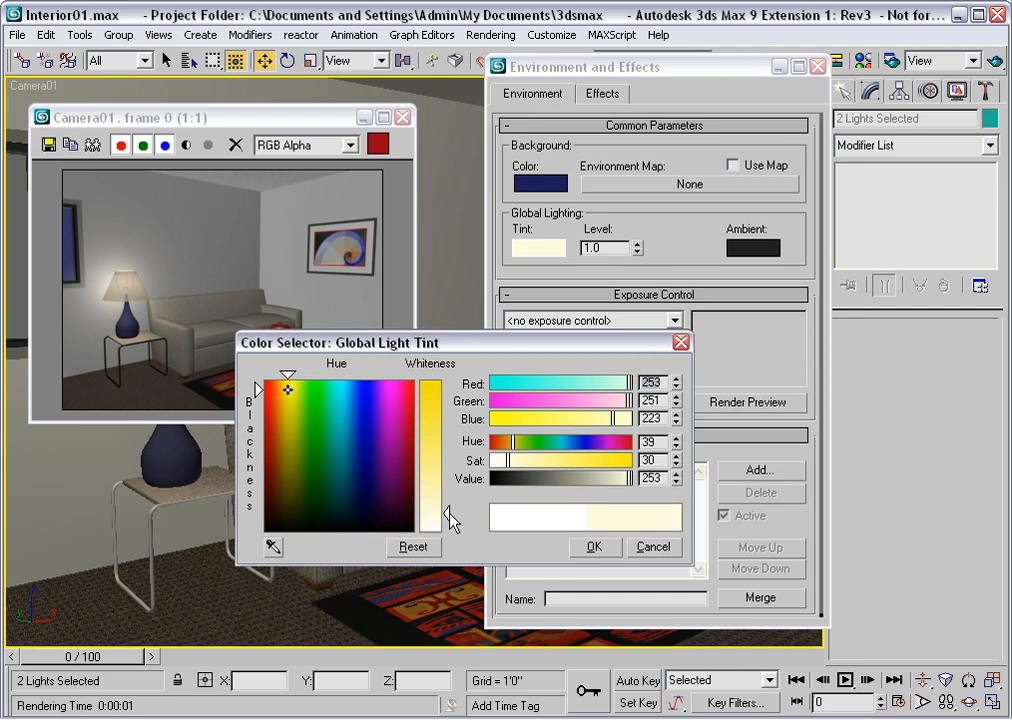 Interior01.max - Project Folder: C:\Documents and Settings\Admin\My Documents\3dsmax - Autodesk 3ds Max 9 Extension 1: Rev3 - Not for...
File Edit Tools Group Views Create Modifiers reactor Animation Graph Editors Rendering Customize MAXScript Help
All
View
View
Camera01
Camera01, frame 0 (1:1)
RGB Alpha
Environment and Effects
Environment Effects
- Common Parameters
Background:
Color: Environment Map: Use Map
None
Global Lighting:
Tint: Level: Ambient:
1.0
- Exposure Control
<no exposure control>
Render Preview
Add...
Delete
Active
Move Up
Move Down
Name: Merge
Color Selector: Global Light Tint
Hue Whiteness
Blackness
Red: 253
Green: 251
Blue: 223
Hue: 39
Sat: 30
Value: 253
Reset OK Cancel
2 Lights Selected
Modifier List
< 0 / 100 >
2 Lights Selected X: Y: Z: Grid = 1'0" Auto Key Selected
Rendering Time 0:00:01 Add Time Tag Set Key Key Filters... 0